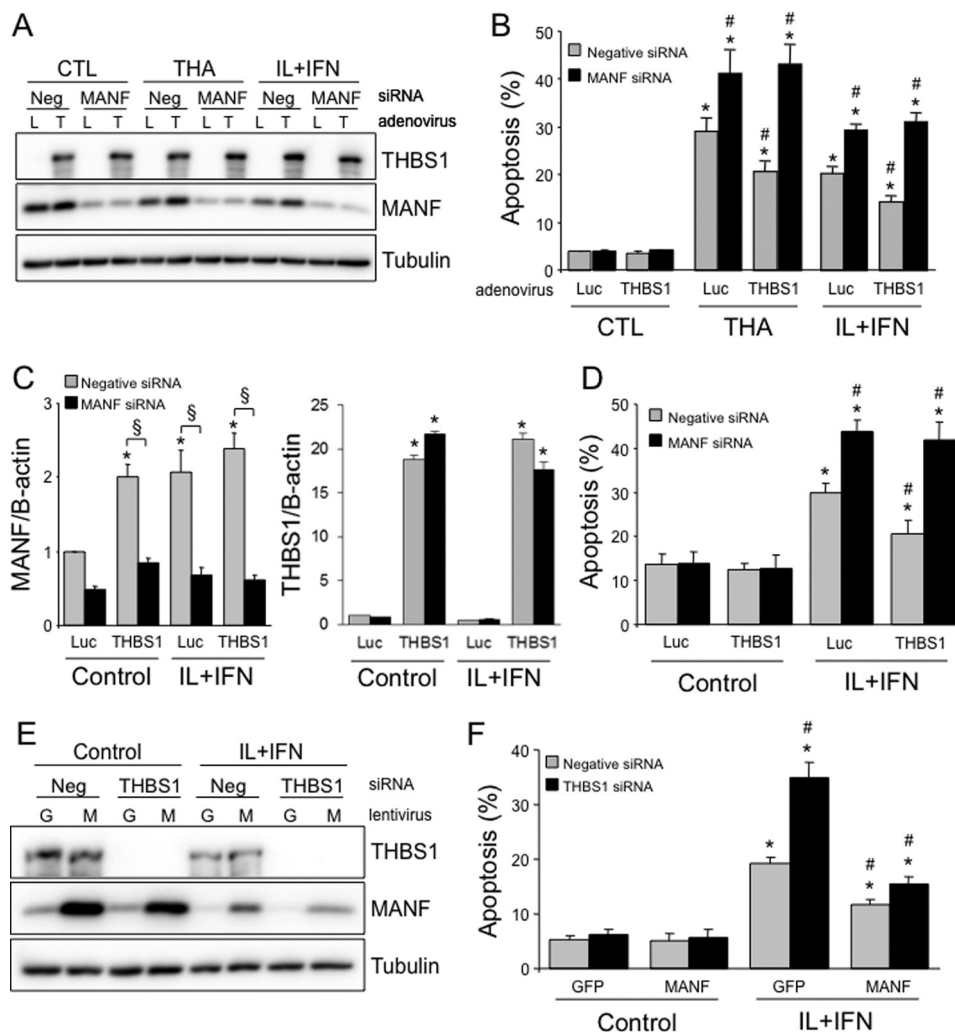 A
CTL THA IL+IFN
Neg MANF Neg MANF Neg MANF siRNA
L T L T L T L T L T L T adenovirus
THBS1
MANF
Tubulin
B
Negative siRNA
MANF siRNA
Apoptosis (%)
50
40
30
20
10
0
* # * # * # * * # * # * # *
adenovirus Luc THBS1 Luc THBS1 Luc THBS1
CTL THA IL+IFN
C
Negative siRNA
MANF siRNA
MANF/B-actin
3
2
1
0
* § * § * §
Luc THBS1 Luc THBS1
Control IL+IFN
THBS1/B-actin
25
20
15
10
5
0
* * * *
Luc THBS1 Luc THBS1
Control IL+IFN
D
Negative siRNA
MANF siRNA
Apoptosis (%)
50
40
30
20
10
0
* # * # * # *
Luc THBS1 Luc THBS1
Control IL+IFN
E
Control IL+IFN
Neg THBS1 Neg THBS1 siRNA
G M G M G M G M lentivirus
THBS1
MANF
Tubulin
F
Negative siRNA
THBS1 siRNA
Apoptosis (%)
40
30
20
10
0
* # * # * # *
GFP MANF GFP MANF
Control IL+IFN